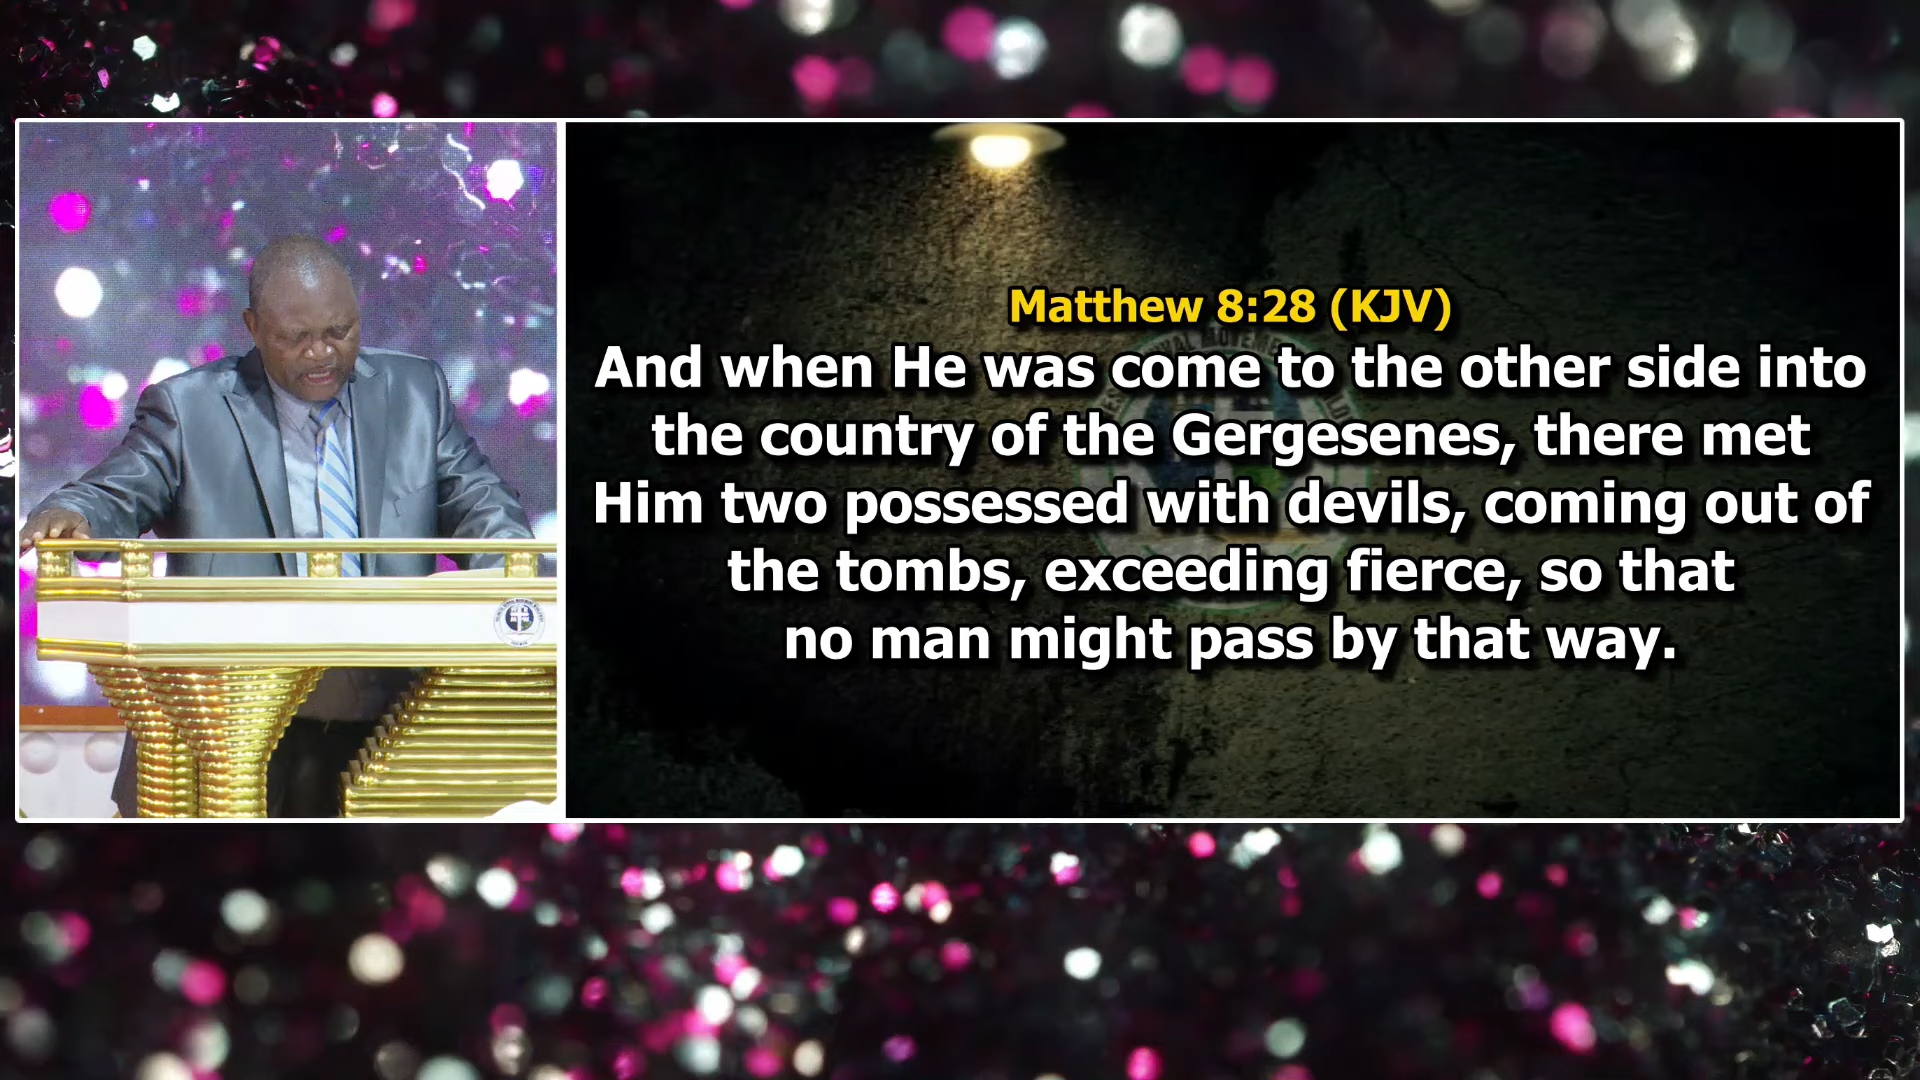 Matthew 8:28 (KJV)
And when He was come to the other side into
the country of the Gergesenes, there met
Him two possessed with devils, coming out of
the tombs, exceeding fierce, so that
no man might pass by that way.